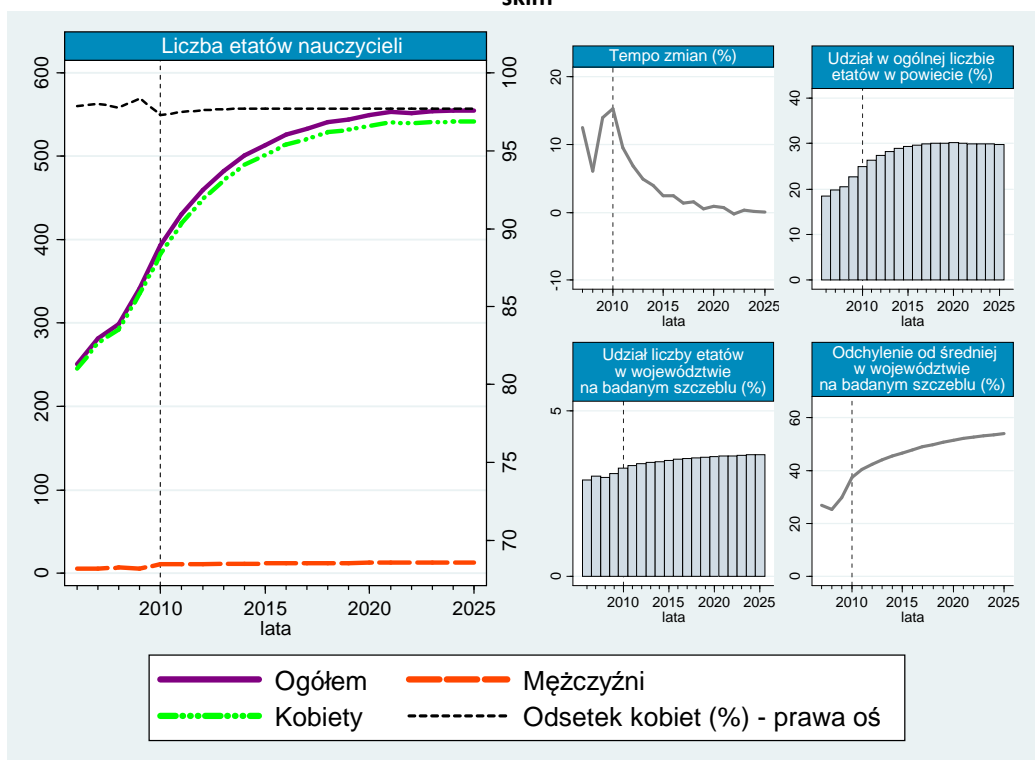 skim
Liczba etatów nauczycieli
600
500
400
300
200
100
0
100
95
90
85
80
75
70
2010
2015
2020
2025
lata
Tempo zmian (%)
20
10
0
-10
2010
2020
2025
lata
Udział w ogólnej liczbie
etatów w powiecie (%)
40
30
20
10
0
2010
2020
2025
lata
Udział liczby etatów
w województwie
na badanym szczeblu (%)
5
0
2010
2020
2025
lata
Odchylenie od średniej
w województwie
na badanym szczeblu (%)
60
40
20
0
2010
2020
2025
lata
Ogółem
Mężczyźni
Kobiety
Odsetek kobiet (%) - prawa oś